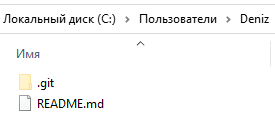 Локальный диск (C:) > Пользователи > Deniz
Имя
.git
README.md